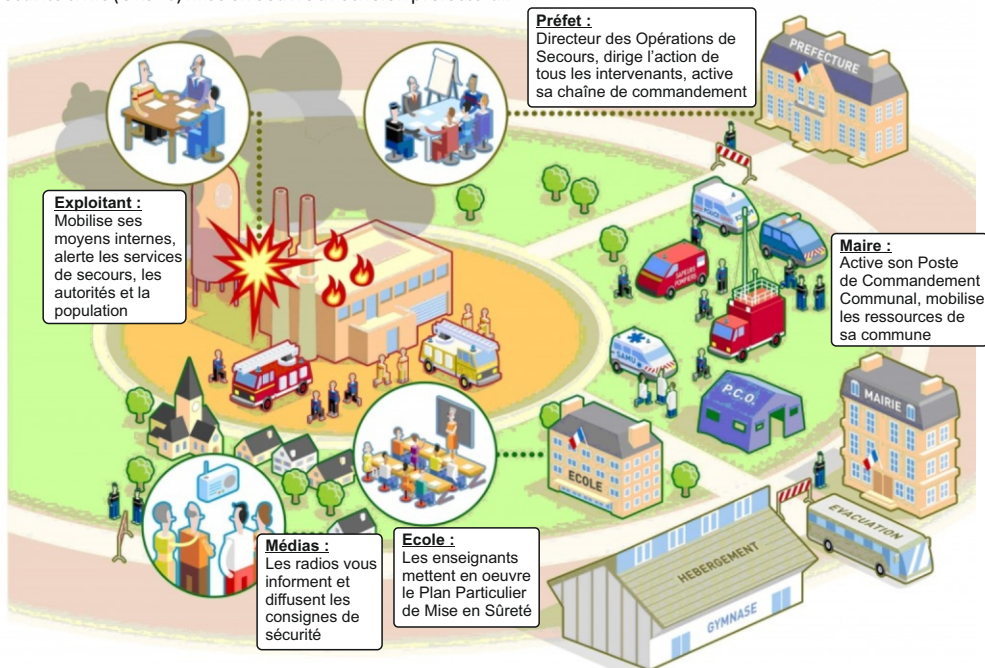 Préfet :
Directeur des Opérations de
Secours, dirige l'action de
tous les intervenants, active
sa chaîne de commandement
PREFECTURE
Exploitant :
Mobilise ses
moyens internes,
alerte les services
de secours, les
autorités et la
population
POLICE
SAPEURS
POMPIERS
Maire :
Active son Poste
de Commandement
Communal, mobilise
les ressources de
sa commune
SAMU
P.C.O.
MAIRIE
ECOLE
EVACUATION
Médias :
Les radios vous
informent et
diffusent les
consignes de
sécurité
Ecole :
Les enseignants
mettent en oeuvre
le Plan Particulier
de Mise en Sûreté
HEBERGEMENT
GYMNASE